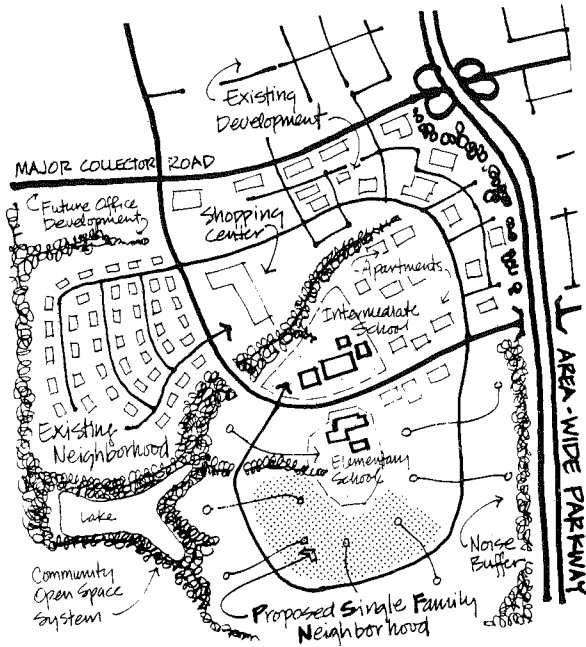 Existing
Development
MAJOR COLLECTOR ROAD
Future Office
Development
Shopping
Center
Apartments
Intermediate
School
Existing
Neighborhood
Elementary
School
Lake
AREA-WIDE PARKWAY
Noise
Buffer
Community
Open Space
System
Proposed Single Family
Neighborhood